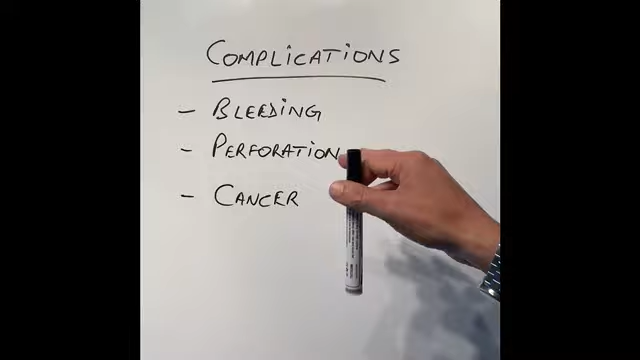 COMPLICATIONS
- BLEEDING
- PERFORATION
- CANCER